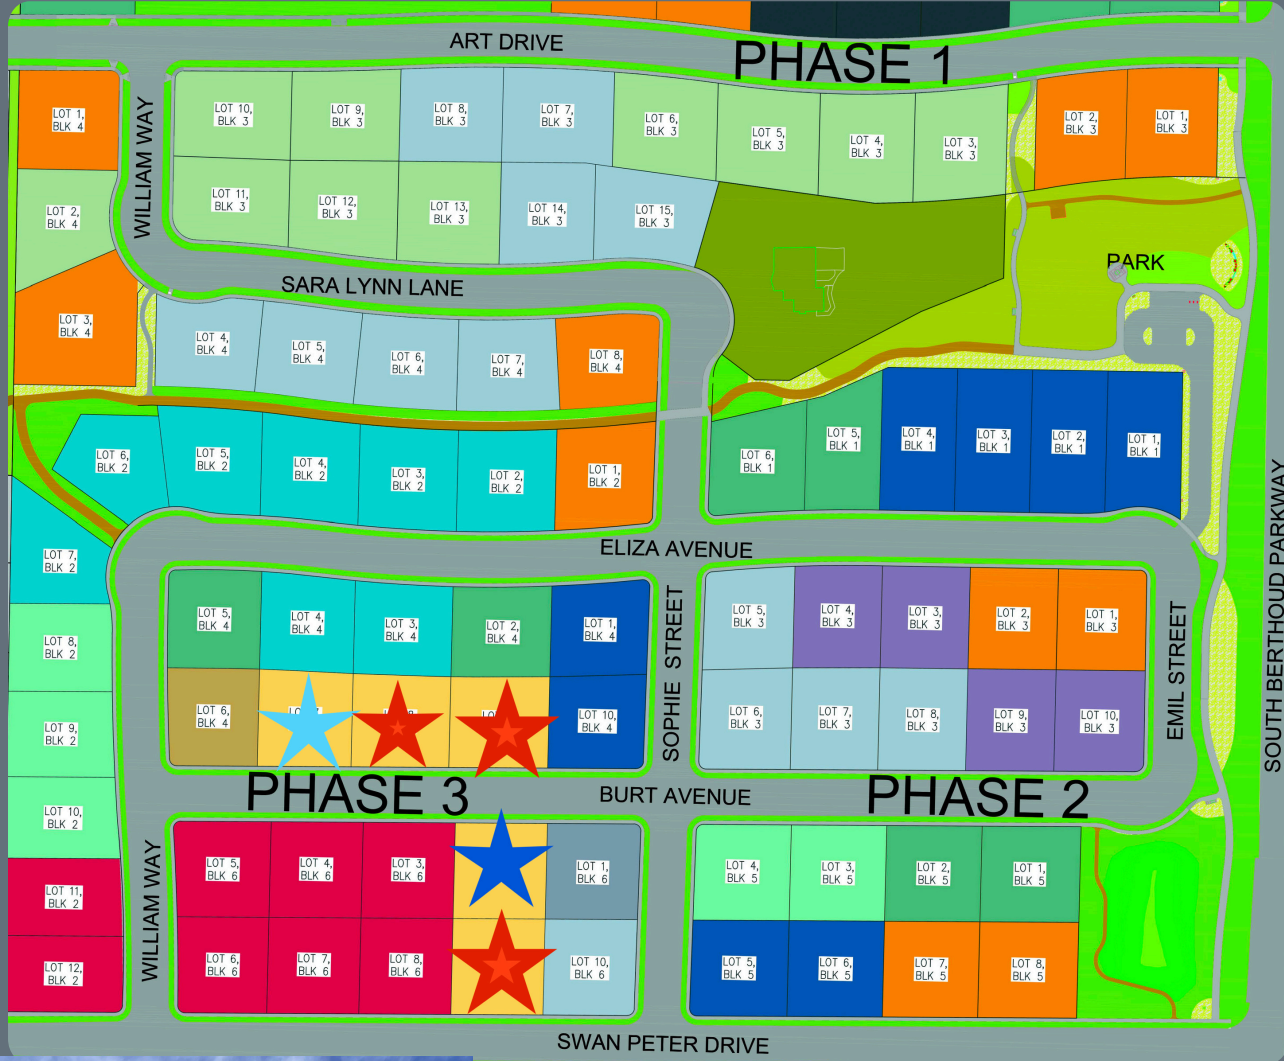 ART DRIVE
PHASE 1
LOT 1,
BLK 4
WILLIAM WAY
LOT 10,
BLK 3
LOT 9,
BLK 3
LOT 8,
BLK 3
LOT 7,
BLK 3
LOT 6,
BLK 3
LOT 5,
BLK 3
LOT 4,
BLK 3
LOT 3,
BLK 3
LOT 2,
BLK 3
LOT 1,
BLK 3
LOT 2,
BLK 4
LOT 11,
BLK 3
LOT 12,
BLK 3
LOT 13,
BLK 3
LOT 14,
BLK 3
LOT 15,
BLK 3
PARK
SARA LYNN LANE
LOT 3,
BLK 4
LOT 4,
BLK 4
LOT 5,
BLK 4
LOT 6,
BLK 4
LOT 7,
BLK 4
LOT 8,
BLK 4
LOT 6,
BLK 2
LOT 5,
BLK 2
LOT 4,
BLK 2
LOT 3,
BLK 2
LOT 2,
BLK 2
LOT 1,
BLK 2
LOT 6,
BLK 1
LOT 5,
BLK 1
LOT 4,
BLK 1
LOT 3,
BLK 1
LOT 2,
BLK 1
LOT 1,
BLK 1
SOUTH BERTHOUD PARKWAY
ELIZA AVENUE
LOT 7,
BLK 2
LOT 5,
BLK 4
LOT 4,
BLK 4
LOT 3,
BLK 4
LOT 2,
BLK 4
LOT 1,
BLK 4
SOPHIE STREET
LOT 5,
BLK 3
LOT 4,
BLK 3
LOT 3,
BLK 3
LOT 2,
BLK 3
LOT 1,
BLK 3
EMIL STREET
LOT 8,
BLK 2
LOT 6,
BLK 4
LOT 10,
BLK 4
LOT 6,
BLK 3
LOT 7,
BLK 3
LOT 8,
BLK 3
LOT 9,
BLK 3
LOT 10,
BLK 3
LOT 9,
BLK 2
PHASE 3
BURT AVENUE
PHASE 2
LOT 10,
BLK 2
WILLIAM WAY
LOT 5,
BLK 6
LOT 4,
BLK 6
LOT 3,
BLK 6
LOT 1,
BLK 6
LOT 4,
BLK 5
LOT 3,
BLK 5
LOT 2,
BLK 5
LOT 1,
BLK 5
LOT 11,
BLK 2
LOT 12,
BLK 2
LOT 6,
BLK 6
LOT 7,
BLK 6
LOT 8,
BLK 6
LOT 10,
BLK 6
LOT 5,
BLK 5
LOT 6,
BLK 5
LOT 7,
BLK 5
LOT 8,
BLK 5
SWAN PETER DRIVE